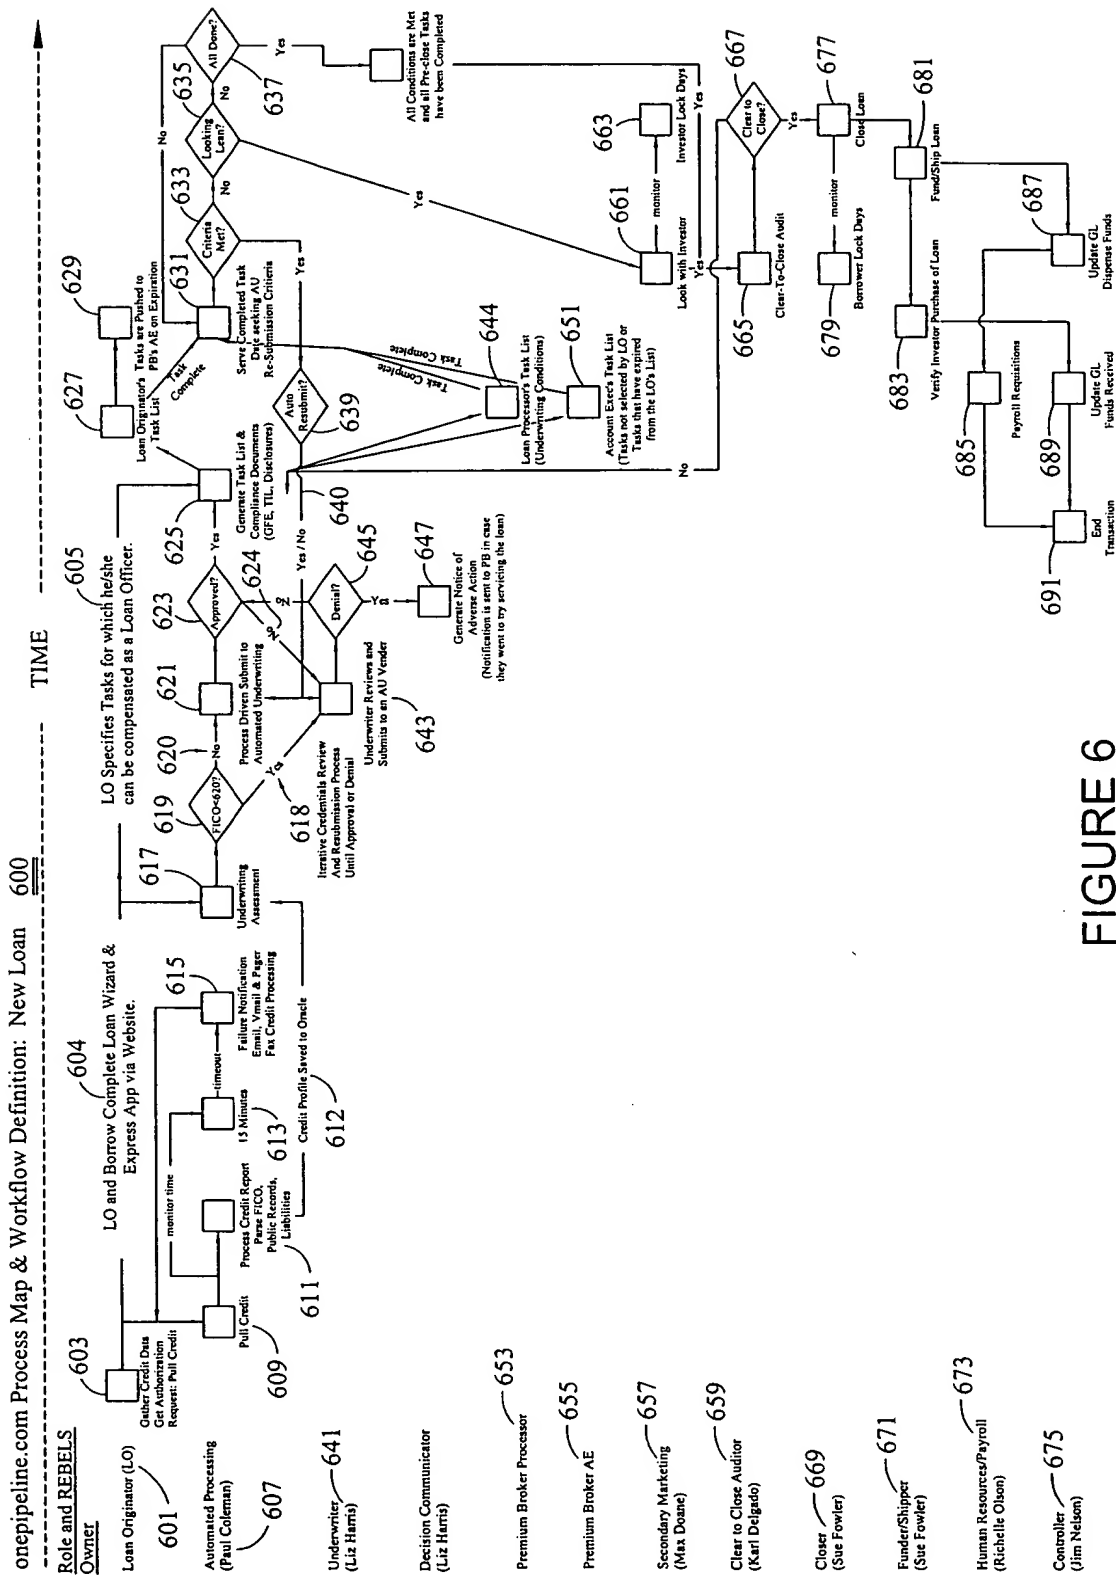 onepipeline.com Process Map & Workflow Definition: New Loan 600
TIME
Role and REBELS
Owner
Loan Originator (LO)
601
Automated Processing
(Paul Coleman)
607
Underwriter
(Liz Harris)
641
Decision Communicator
(Liz Harris)
Premium Broker Processor
653
Premium Broker AE
655
Secondary Marketing
(Max Doane)
657
Clear to Close Auditor
(Karl Delgado)
659
Closer
(Sue Fowler)
669
Funder/Shipper
(Sue Fowler)
671
Human Resources/Payroll
(Richelle Olson)
673
Controller
(Jim Nelson)
675
603
Gather Credit Data
Get Authorization
Request: Pull Credit
604
LO and Borrow Complete Loan Wizard &
Express App via Website.
605
LO Specifies Tasks for which he/she
can be compensated as a Loan Officer.
monitor time
Pull Credit
609
Process Credit Report
Parse FICO,
Public Records,
Liabilities
611
Credit Profile Saved to Oracle
612
15 Minutes
613
timeout
615
Failure Notification
Email, Vmail & Pager
Fax Credit Processing
617
Underwriting
Assessment
619
FICO<620?
620
No
618
Yes
621
Process Driven Submit to
Automated Underwriting
Iterative Credentials Review
And Resubmission Process
Until Approval or Denial
623
Approved?
Yes
624
No
No
Underwriter Reviews and
Submits to an AU Vender
643
Denial?
645
Yes
647
Generate Notice of
Adverse Action
(Notification is sent to PB in case
they went to try servicing the loan)
Yes / No
640
625
Generate Task List &
Compliance Documents
(GFE, TIL, Disclosures)
627
Loan Originator's
Task List
629
Tasks are Pushed to
PB's AE on Expiration
Task
Complete
631
Serve Completed Task
Date seeking AU
Re-Submission Critieria
Auto
Resubmit?
639
Yes
633
Criteria
Met?
No
635
Looking
Lean?
No
Yes
637
All Done?
No
Yes
All Conditions are Met
and all Pre-close Tasks
have been Completed
Task Complete
Task Complete
644
Loan Processor's Task List
(Underwriting Conditions)
651
Account Exec's Task List
(Tasks not selected by LO or
Tasks that have expired
from the LO's List)
661
Look with Investor
monitor
663
Investor Lock Days
Yes
Yes
665
Clear-To-Close Audit
667
Clear to
Close?
No
Yes
677
Close Loan
monitor
679
Borrower Lock Days
681
Fund/Ship Loan
683
Verify Investor Purchase of Loan
685
Payroll Requisitions
687
Update GL
Dispense Funds
689
Update GL
Funds Received
691
End
Transaction
FIGURE 6